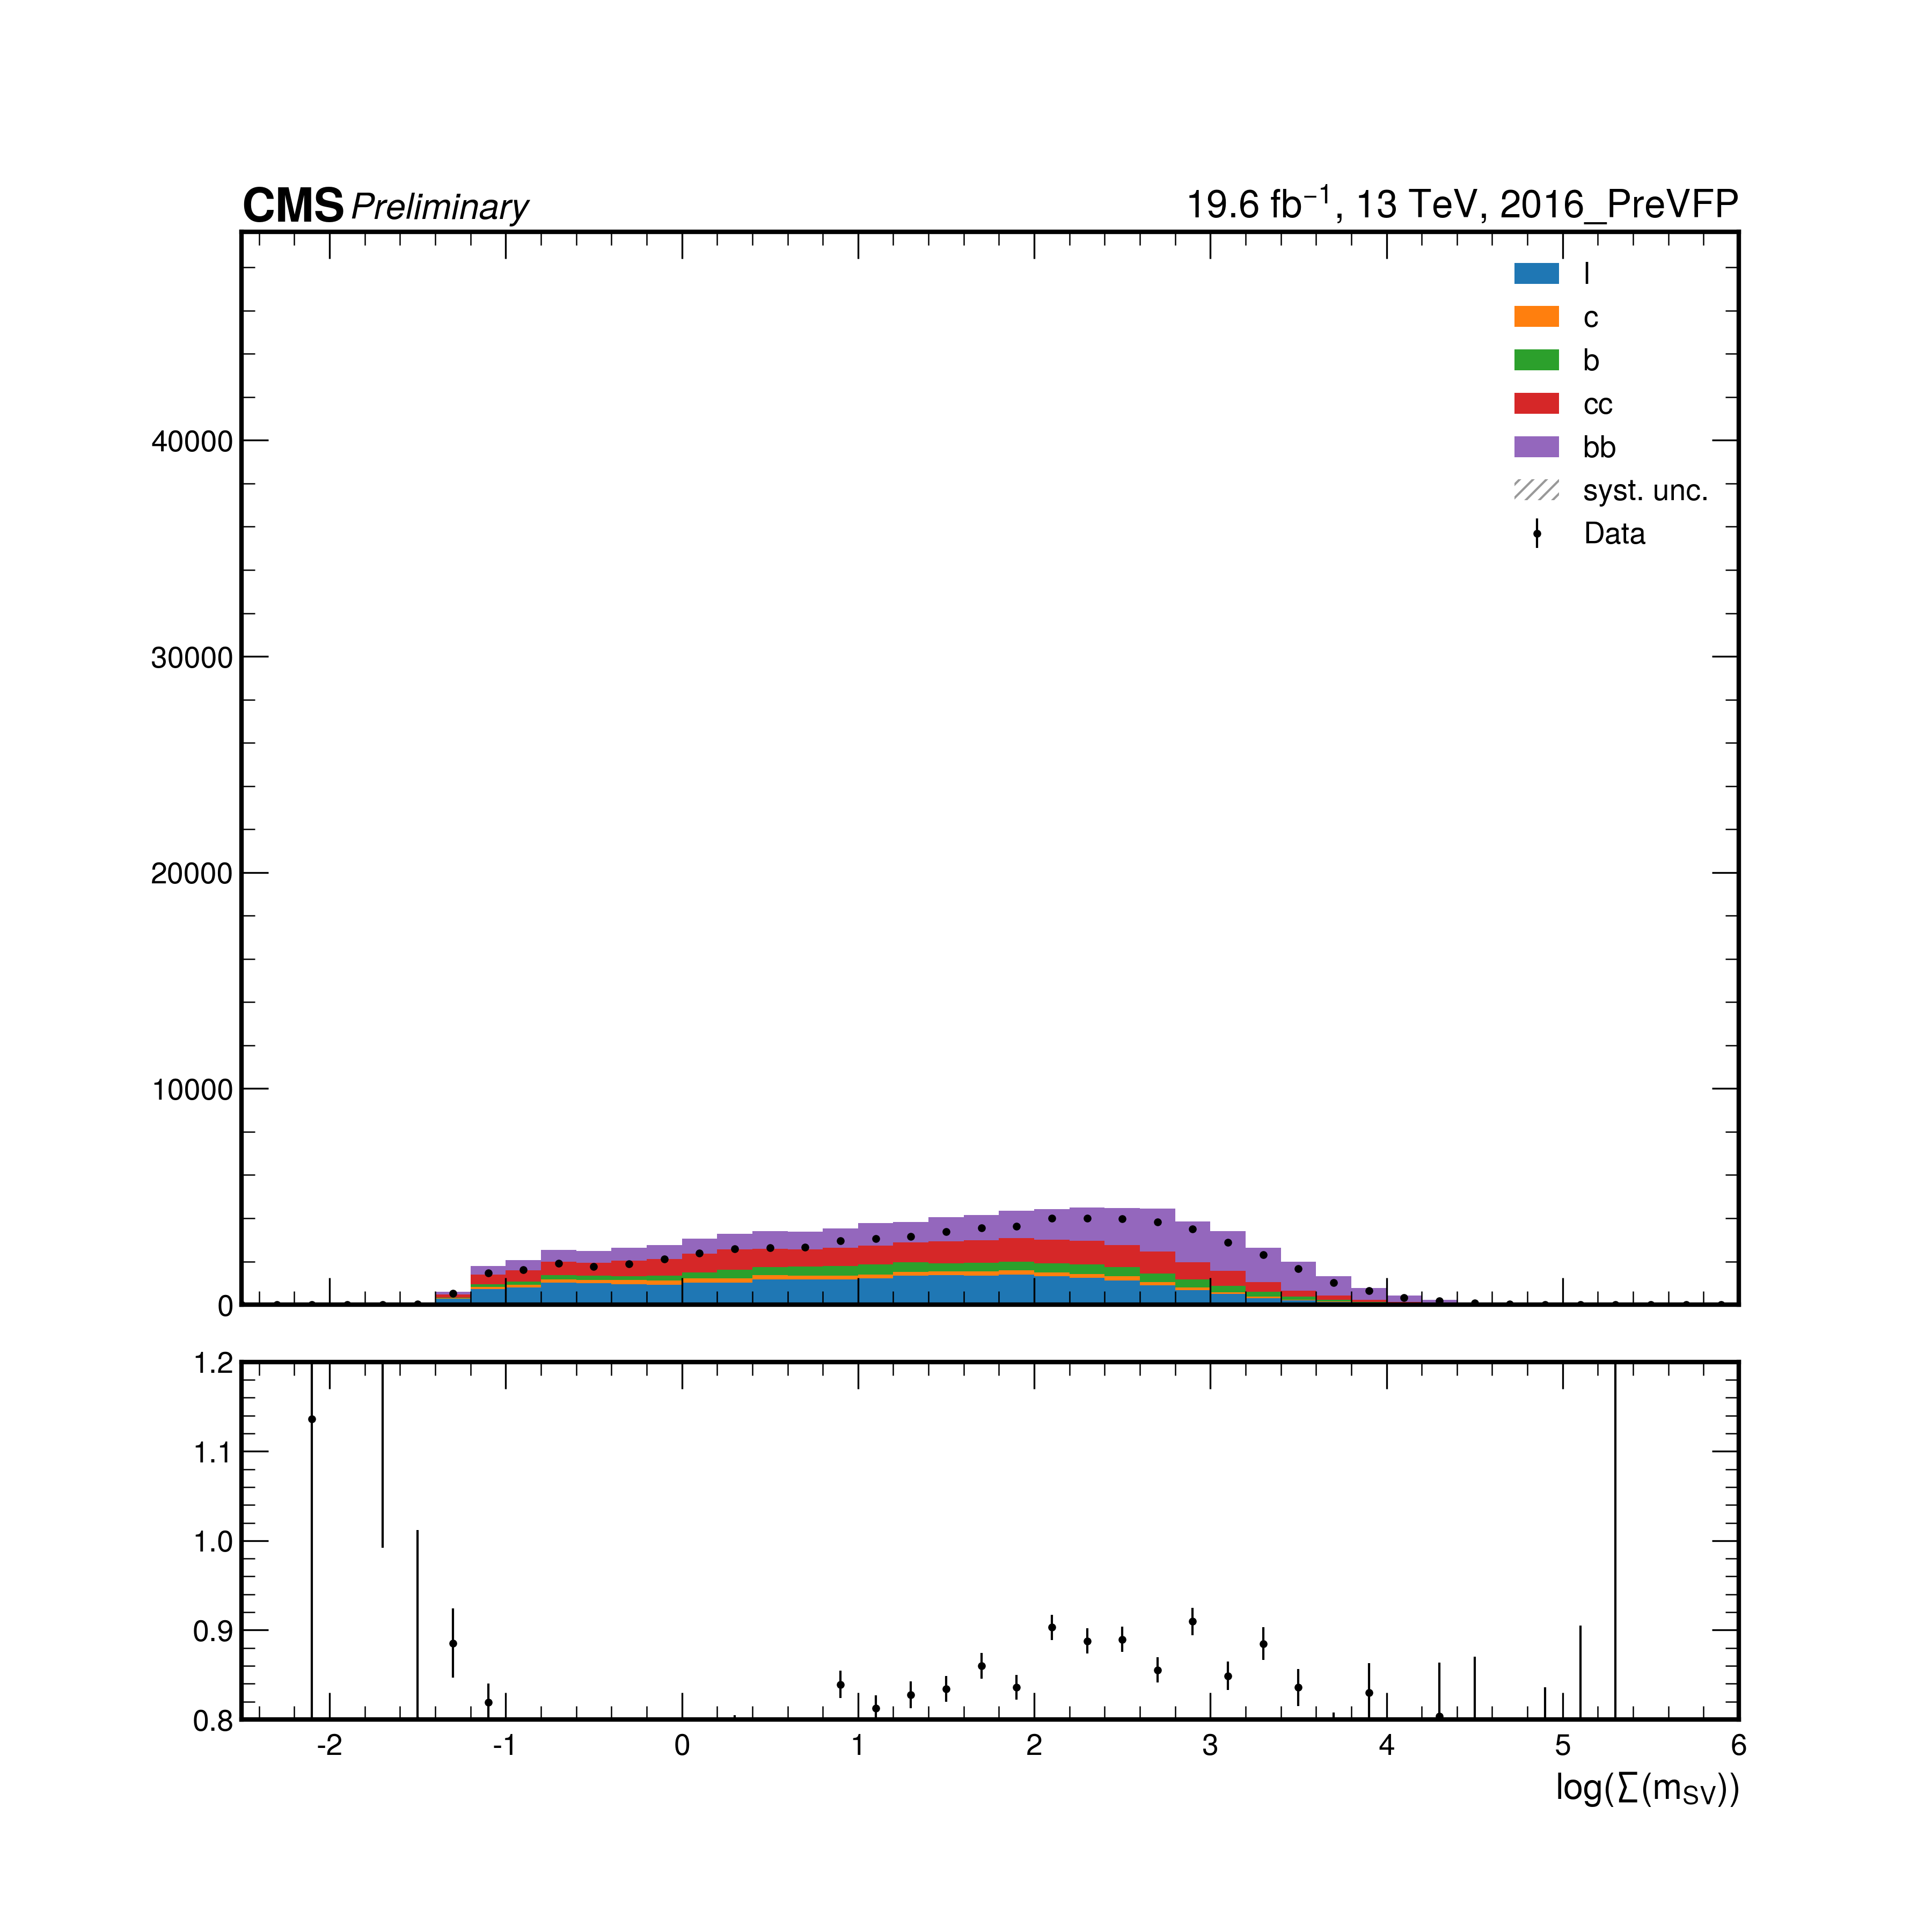 CMS Preliminary
19.6 fb⁻¹, 13 TeV, 2016_PreVFP
l
c
b
cc
bb
syst. unc.
Data
40000
30000
20000
10000
0
1.2
1.1
1.0
0.9
0.8
-2 -1 0 1 2 3 4 5 6
log(Σ(mSV))